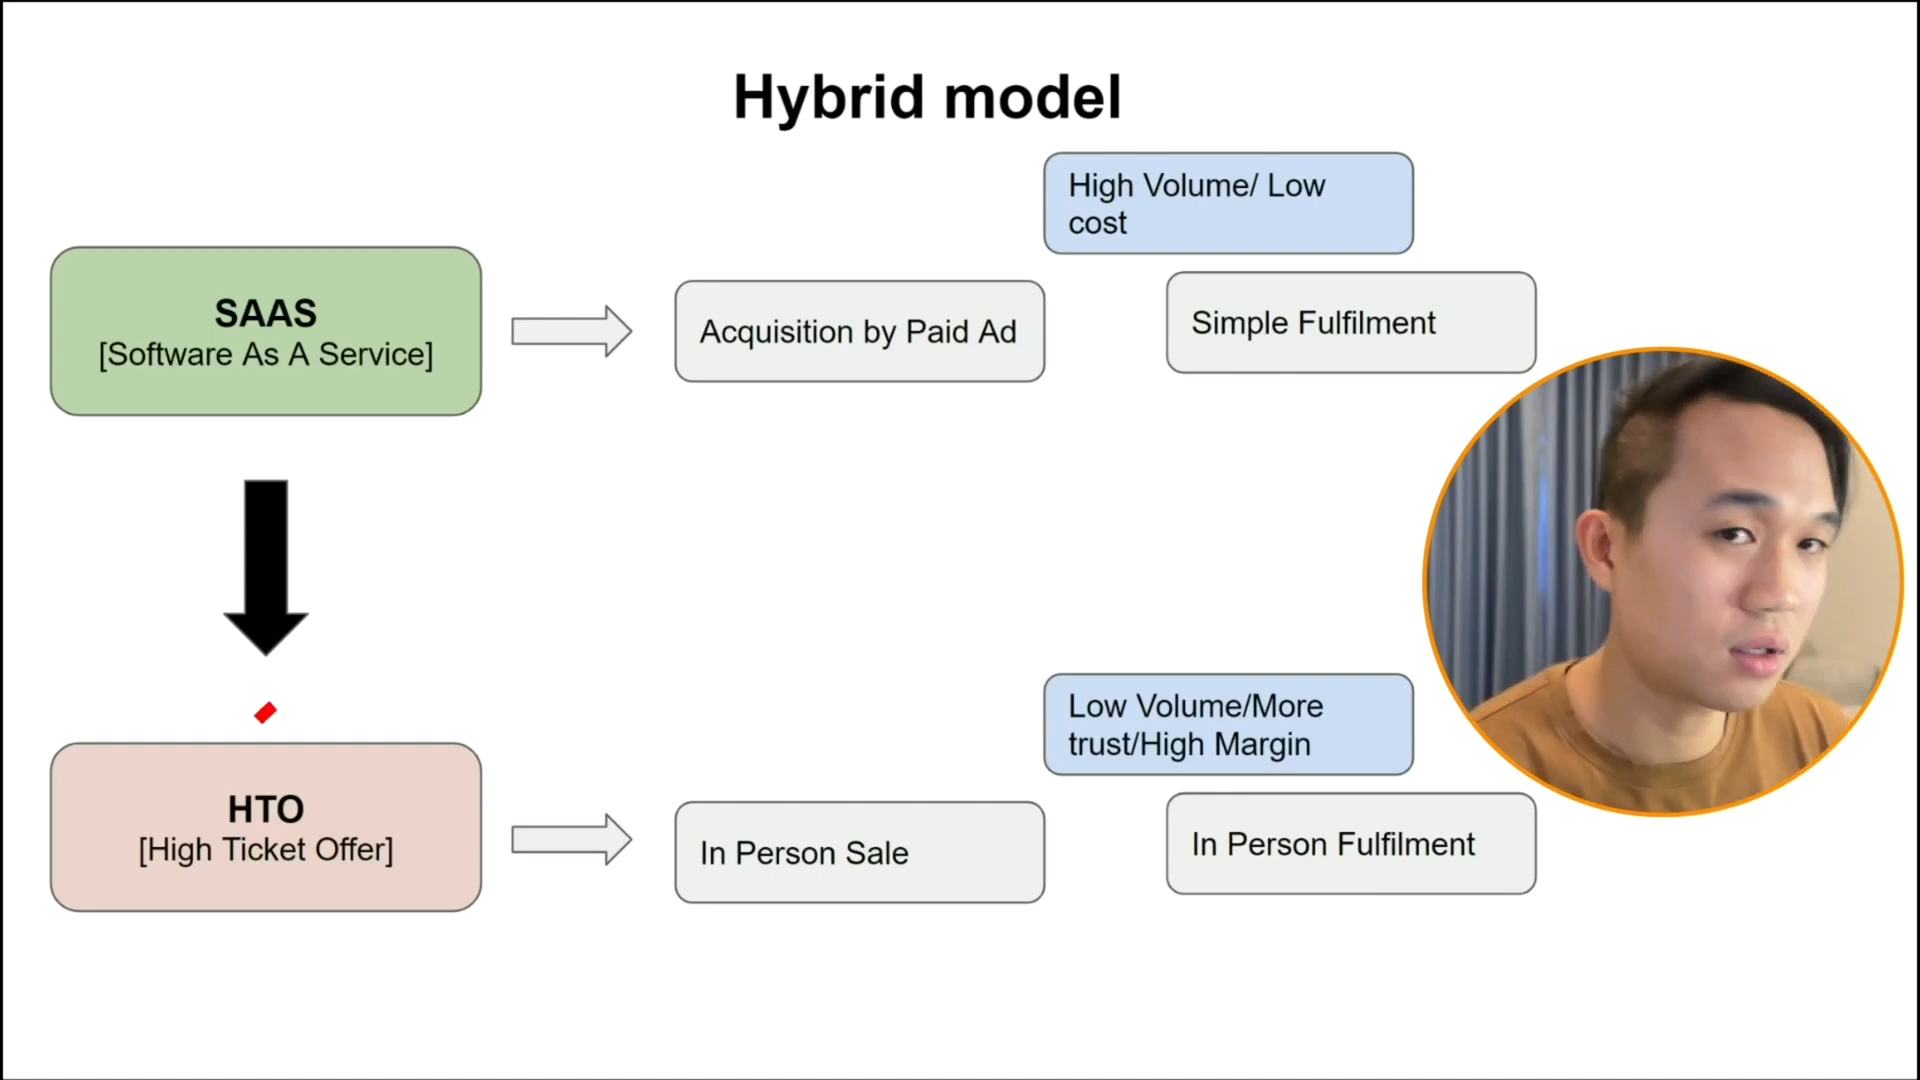 Hybrid model
High Volume/ Low
cost
SAAS
[Software As A Service]
Acquisition by Paid Ad
Simple Fulfilment
Low Volume/More
trust/High Margin
HTO
[High Ticket Offer]
In Person Sale
In Person Fulfilment